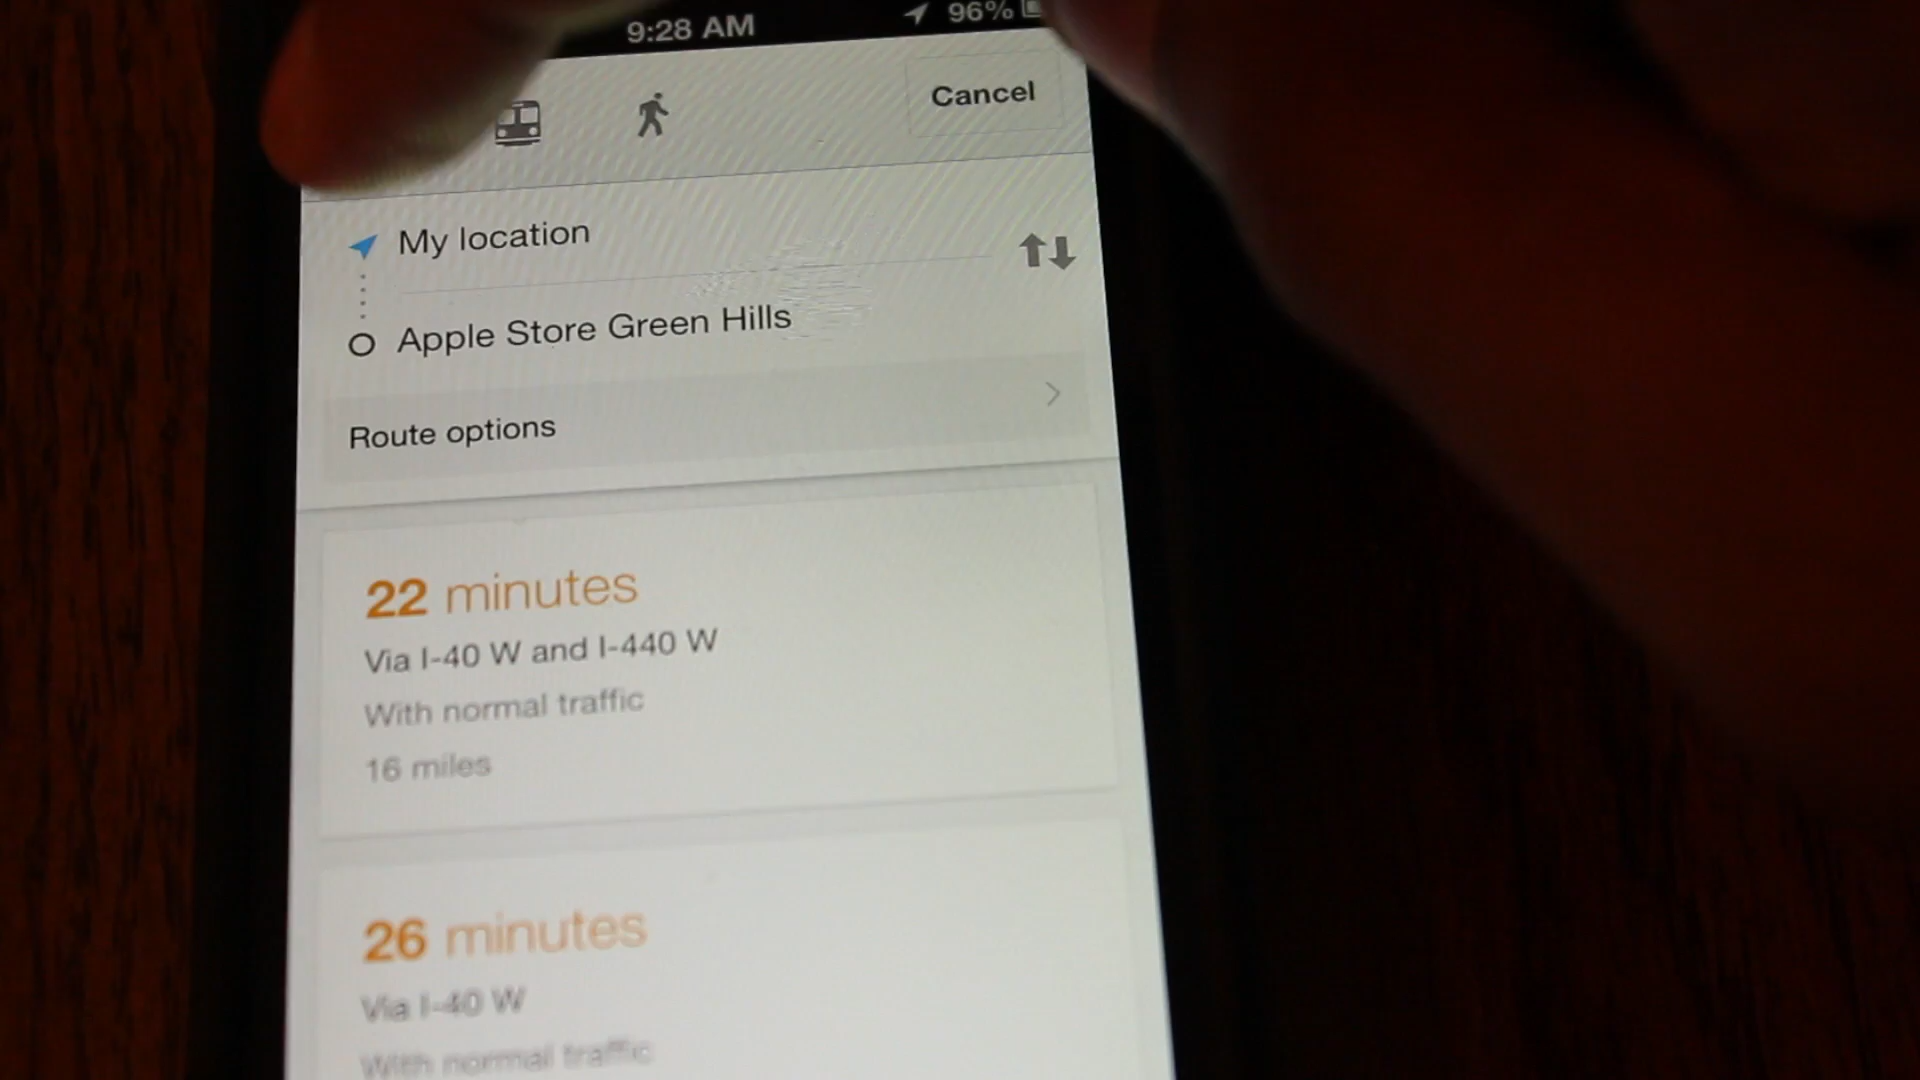 9:28 AM
96%
Cancel
My location
Apple Store Green Hills
Route options
22 minutes
Via I-40 W and I-440 W
With normal traffic
16 miles
26 minutes
Via I-40 W
With normal traffic